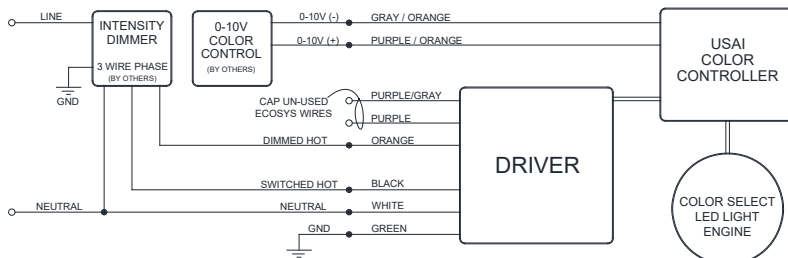 LINE
INTENSITY
DIMMER
3 WIRE PHASE
(BY OTHERS)
GND
0-10V
COLOR
CONTROL
(BY OTHERS)
0-10V (-)
GRAY / ORANGE
0-10V (+)
PURPLE / ORANGE
USAI
COLOR
CONTROLLER
CAP UN-USED
ECOSYS WIRES
PURPLE/GRAY
PURPLE
DIMMED HOT
ORANGE
DRIVER
SWITCHED HOT
BLACK
NEUTRAL
NEUTRAL
WHITE
GND
GREEN
COLOR SELECT
LED LIGHT
ENGINE